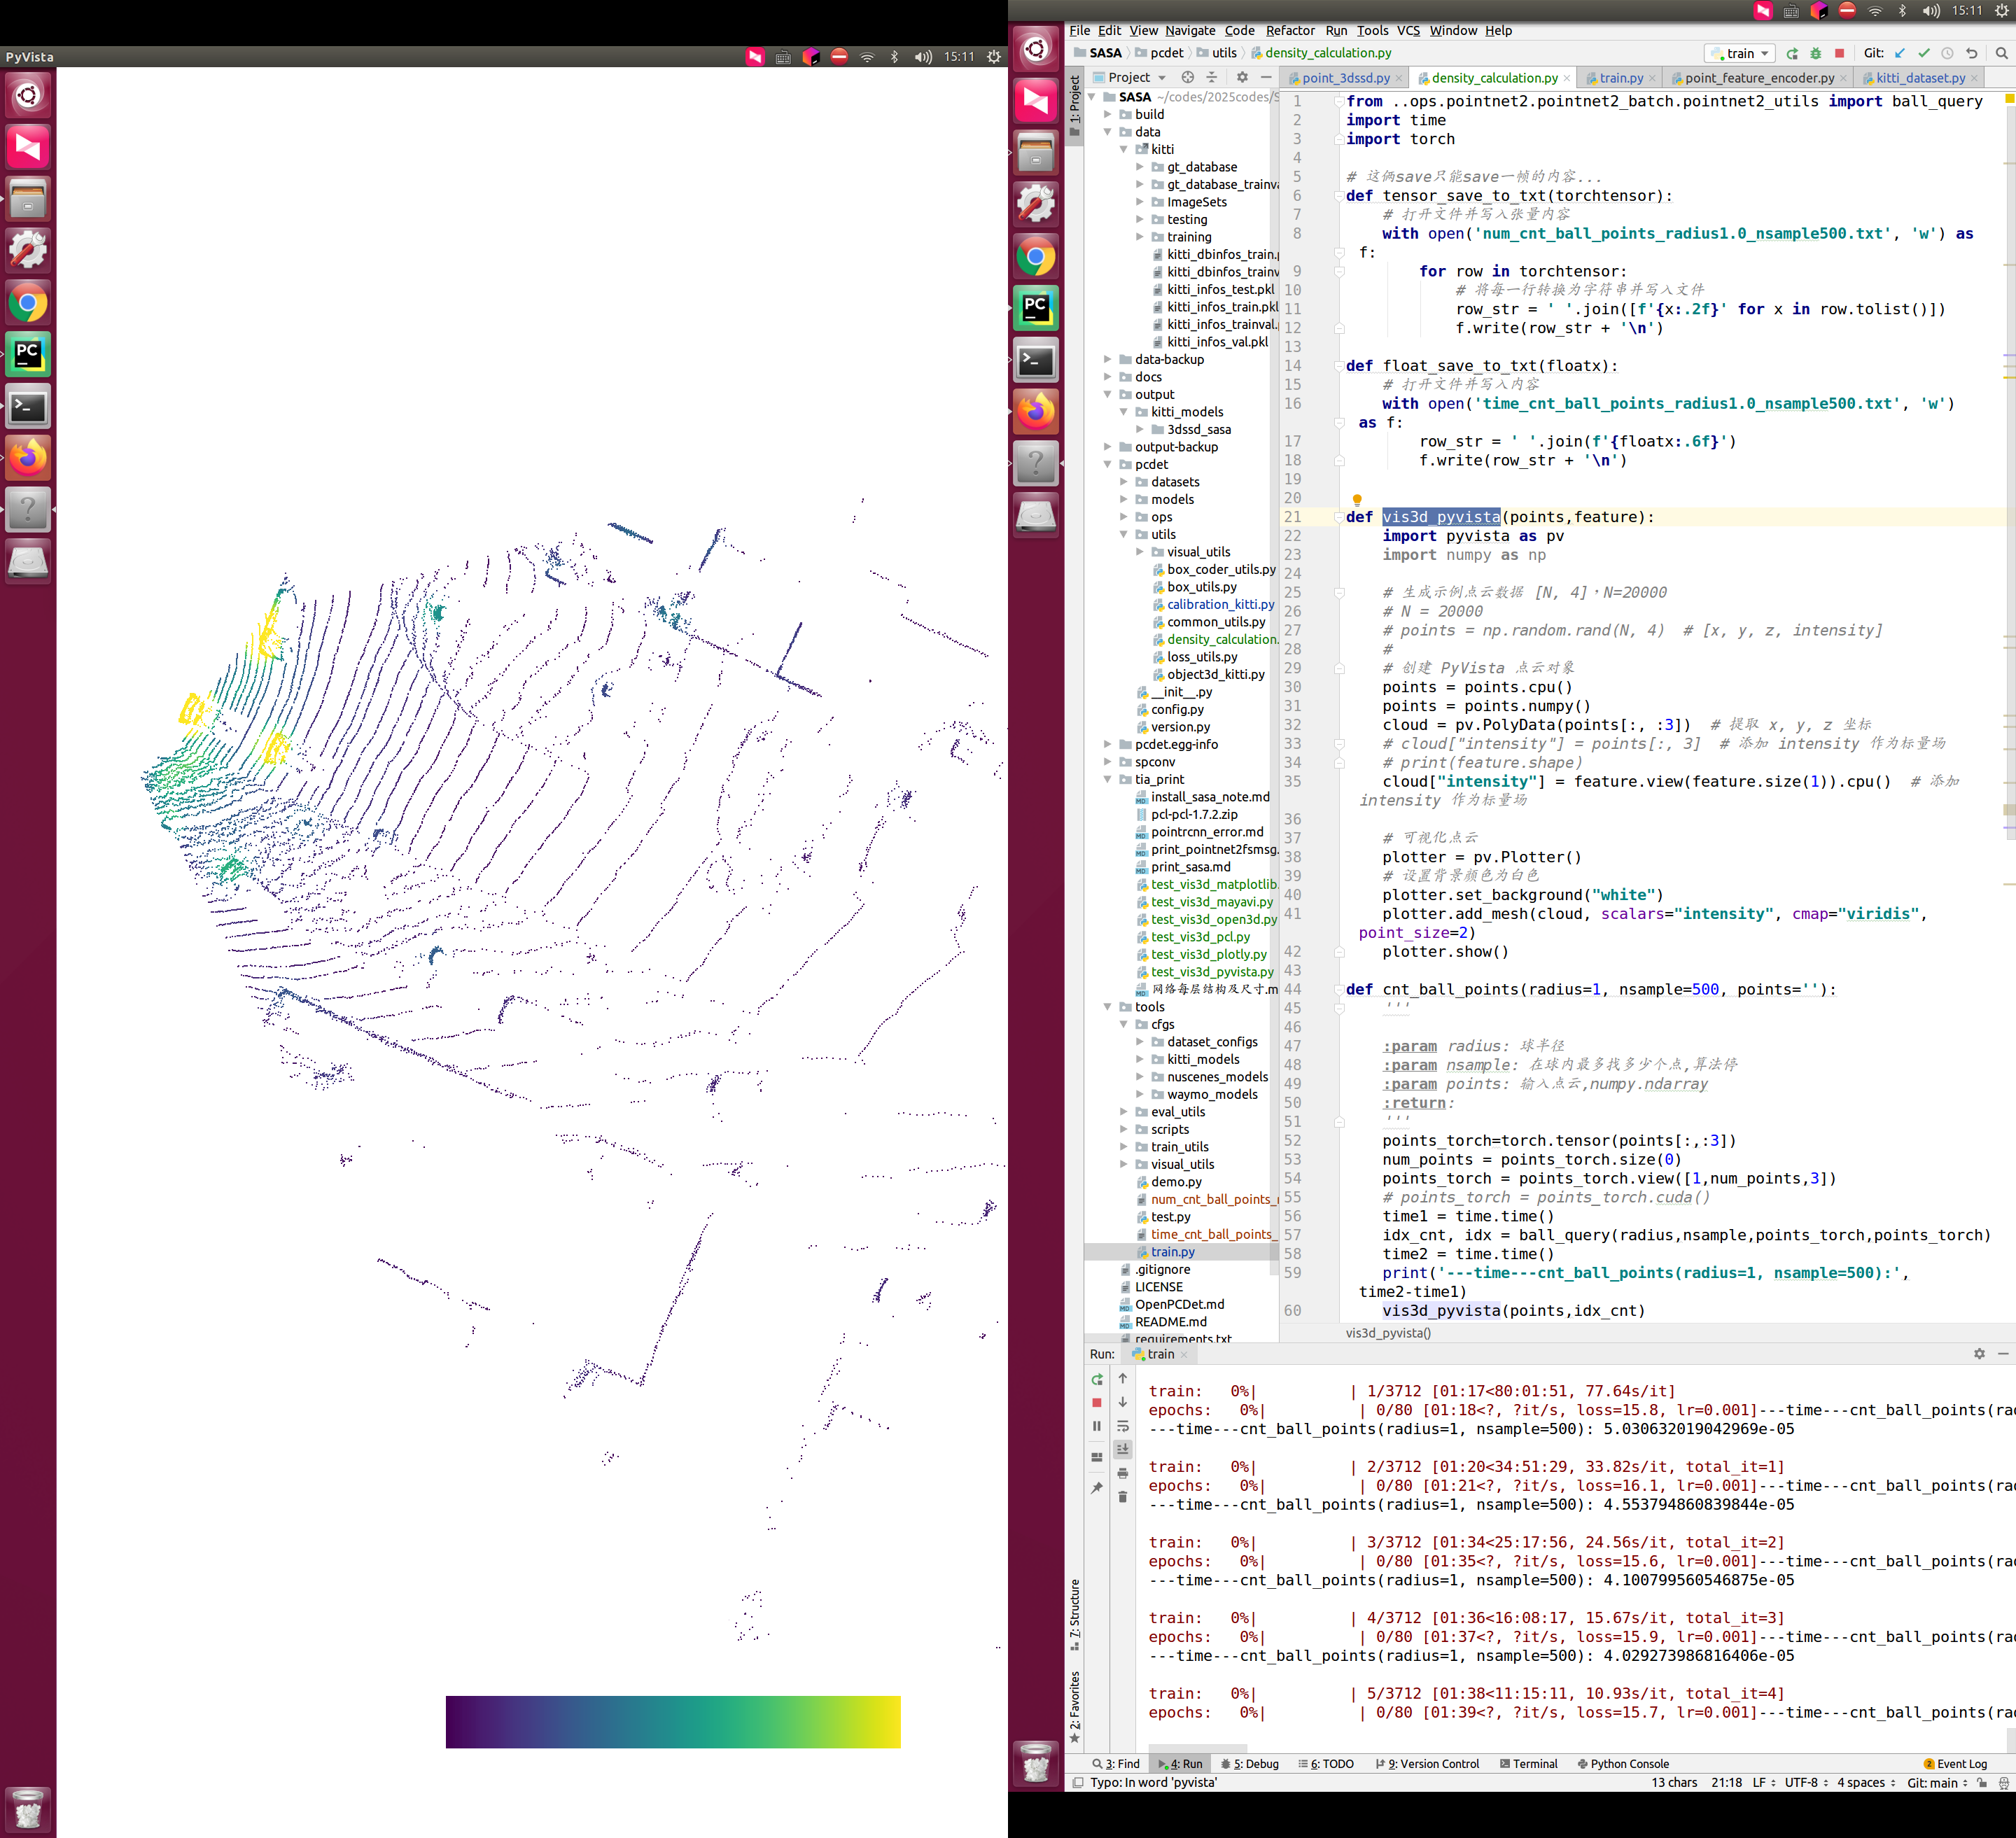 PyVista
15:11
15:11
File Edit View Navigate Code Refactor Run Tools VCS Window Help
SASA pcdet utils density_calculation.py
train
Git:
Project
point_3dssd.py
density_calculation.py
train.py
point_feature_encoder.py
kitti_dataset.py
1: Project
SASA ~/codes/2025codes/S
build
data
kitti
gt_database
gt_database_trainva
ImageSets
testing
training
kitti_dbinfos_train.p
kitti_dbinfos_trainv
kitti_infos_test.pkl
kitti_infos_train.pkl
kitti_infos_trainval.
kitti_infos_val.pkl
data-backup
docs
output
kitti_models
3dssd_sasa
output-backup
pcdet
datasets
models
ops
utils
visual_utils
box_coder_utils.py
box_utils.py
calibration_kitti.py
common_utils.py
density_calculation.
loss_utils.py
object3d_kitti.py
__init__.py
config.py
version.py
pcdet.egg-info
spconv
tia_print
install_sasa_note.md
pcl-pcl-1.7.2.zip
pointrcnn_error.md
print_pointnet2fsmsg.
print_sasa.md
test_vis3d_matplotlib.
test_vis3d_mayavi.py
test_vis3d_open3d.py
test_vis3d_pcl.py
test_vis3d_plotly.py
test_vis3d_pyvista.py
网络每层结构及尺寸.m
tools
cfgs
dataset_configs
kitti_models
nuscenes_models
waymo_models
eval_utils
scripts
train_utils
visual_utils
demo.py
num_cnt_ball_points_
test.py
time_cnt_ball_points_
train.py
.gitignore
LICENSE
OpenPCDet.md
README.md
requirements.txt
1 from ..ops.pointnet2.pointnet2_batch.pointnet2_utils import ball_query
2 import time
3 import torch
4
5 # 这俩save只能save一帧的内容...
6 def tensor_save_to_txt(torchtensor):
7 # 打开文件并写入张量内容
8 with open('num_cnt_ball_points_radius1.0_nsample500.txt', 'w') as
f:
9 for row in torchtensor:
10 # 将每一行转换为字符串并写入文件
11 row_str = ' '.join([f'{x:.2f}' for x in row.tolist()])
12 f.write(row_str + '\n')
13
14 def float_save_to_txt(floatx):
15 # 打开文件并写入内容
16 with open('time_cnt_ball_points_radius1.0_nsample500.txt', 'w')
as f:
17 row_str = ' '.join(f'{floatx:.6f}')
18 f.write(row_str + '\n')
19
20
21 def vis3d_pyvista(points,feature):
22 import pyvista as pv
23 import numpy as np
24
25 # 生成示例点云数据 [N, 4]，N=20000
26 # N = 20000
27 # points = np.random.rand(N, 4) # [x, y, z, intensity]
28 #
29 # 创建 PyVista 点云对象
30 points = points.cpu()
31 points = points.numpy()
32 cloud = pv.PolyData(points[:, :3]) # 提取 x, y, z 坐标
33 # cloud["intensity"] = points[:, 3] # 添加 intensity 作为标量场
34 # print(feature.shape)
35 cloud["intensity"] = feature.view(feature.size(1)).cpu() # 添加
intensity 作为标量场
36
37 # 可视化点云
38 plotter = pv.Plotter()
39 # 设置背景颜色为白色
40 plotter.set_background("white")
41 plotter.add_mesh(cloud, scalars="intensity", cmap="viridis",
point_size=2)
42 plotter.show()
43
44 def cnt_ball_points(radius=1, nsample=500, points=''):
45 '''
46
47 :param radius: 球半径
48 :param nsample: 在球内最多找多少个点,算法停
49 :param points: 输入点云,numpy.ndarray
50 :return:
51 '''
52 points_torch=torch.tensor(points[:,:3])
53 num_points = points_torch.size(0)
54 points_torch = points_torch.view([1,num_points,3])
55 # points_torch = points_torch.cuda()
56 time1 = time.time()
57 idx_cnt, idx = ball_query(radius,nsample,points_torch,points_torch)
58 time2 = time.time()
59 print('---time---cnt_ball_points(radius=1, nsample=500):',
time2-time1)
60 vis3d_pyvista(points,idx_cnt)
vis3d_pyvista()
Run: train
train: 0%| | 1/3712 [01:17<80:01:51, 77.64s/it]
epochs: 0%| | 0/80 [01:18<?, ?it/s, loss=15.8, lr=0.001]---time---cnt_ball_points(rad
---time---cnt_ball_points(radius=1, nsample=500): 5.030632019042969e-05
train: 0%| | 2/3712 [01:20<34:51:29, 33.82s/it, total_it=1]
epochs: 0%| | 0/80 [01:21<?, ?it/s, loss=16.1, lr=0.001]---time---cnt_ball_points(rad
---time---cnt_ball_points(radius=1, nsample=500): 4.553794860839844e-05
train: 0%| | 3/3712 [01:34<25:17:56, 24.56s/it, total_it=2]
epochs: 0%| | 0/80 [01:35<?, ?it/s, loss=15.6, lr=0.001]---time---cnt_ball_points(rad
---time---cnt_ball_points(radius=1, nsample=500): 4.100799560546875e-05
train: 0%| | 4/3712 [01:36<16:08:17, 15.67s/it, total_it=3]
epochs: 0%| | 0/80 [01:37<?, ?it/s, loss=15.9, lr=0.001]---time---cnt_ball_points(rad
---time---cnt_ball_points(radius=1, nsample=500): 4.029273986816406e-05
train: 0%| | 5/3712 [01:38<11:15:11, 10.93s/it, total_it=4]
epochs: 0%| | 0/80 [01:39<?, ?it/s, loss=15.7, lr=0.001]---time---cnt_ball_points(rad
7: Structure
2: Favorites
3: Find 4: Run 5: Debug 6: TODO 9: Version Control Terminal Python Console 2 Event Log
Typo: In word 'pyvista' 13 chars 21:18 LF UTF-8 4 spaces Git: main